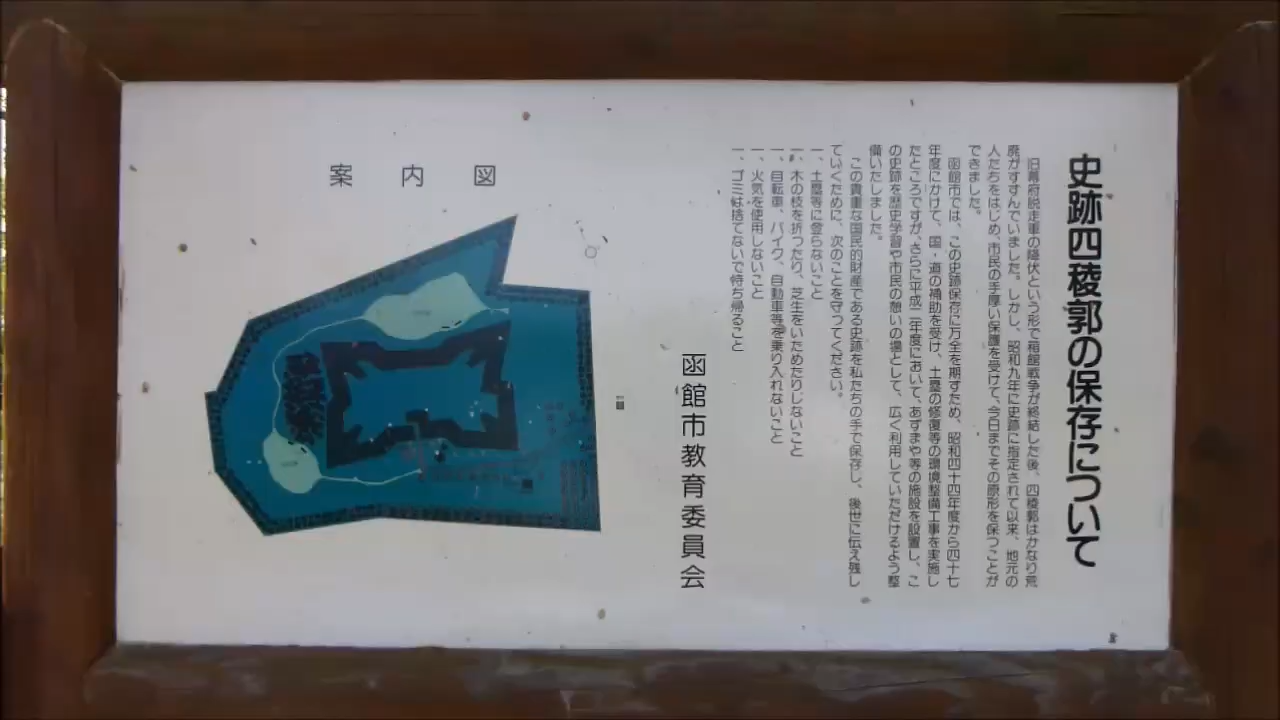 史跡四稜郭の保存について
旧幕府脱走軍の降伏という形で箱館戦争が終結した後、四稜郭はかなり荒
廃がすすんでいました。しかし、昭和九年に史跡に指定されて以来、地元の
人たちをはじめ、市民の手厚い保護を受けて、今日までその原形を保つことが
できました。
函館市では、この史跡保存に万全を期すため、昭和四十四年度から四十七
年度にかけて、国・道の補助を受け、土塁の修復等の環境整備工事を実施し
たところですが、さらに平成二年度において、あずまや等の施設を設置し、こ
の史跡を歴史学習や市民の憩いの場として、広く利用していただけるよう整
備いたしました。
この貴重な国民的財産である史跡を私たちの手で保存し、後世に伝え残し
ていくために、次のことを守ってください。
一、土塁等に登らないこと
一、木の枝を折ったり、芝生をいためたりしないこと
一、自転車、バイク、自動車等を乗り入れないこと
一、火気を使用しないこと
一、ゴミは捨てないで持ち帰ること
函館市教育委員会
案内図